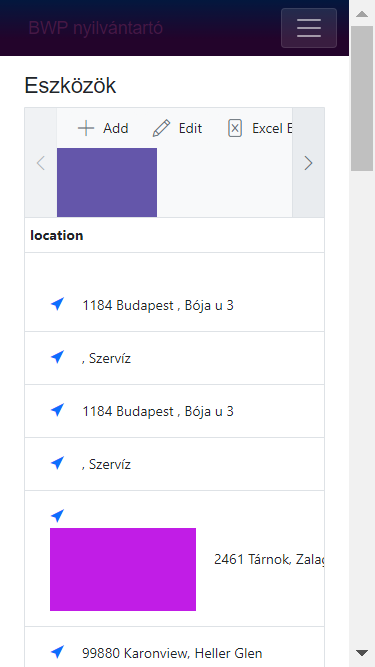 BWP nyilvántartó
Eszközök
Add Edit Excel E
location
1184 Budapest , Bója u 3
, Szervíz
1184 Budapest , Bója u 3
, Szervíz
2461 Tárnok, Zalag
99880 Karonview, Heller Glen